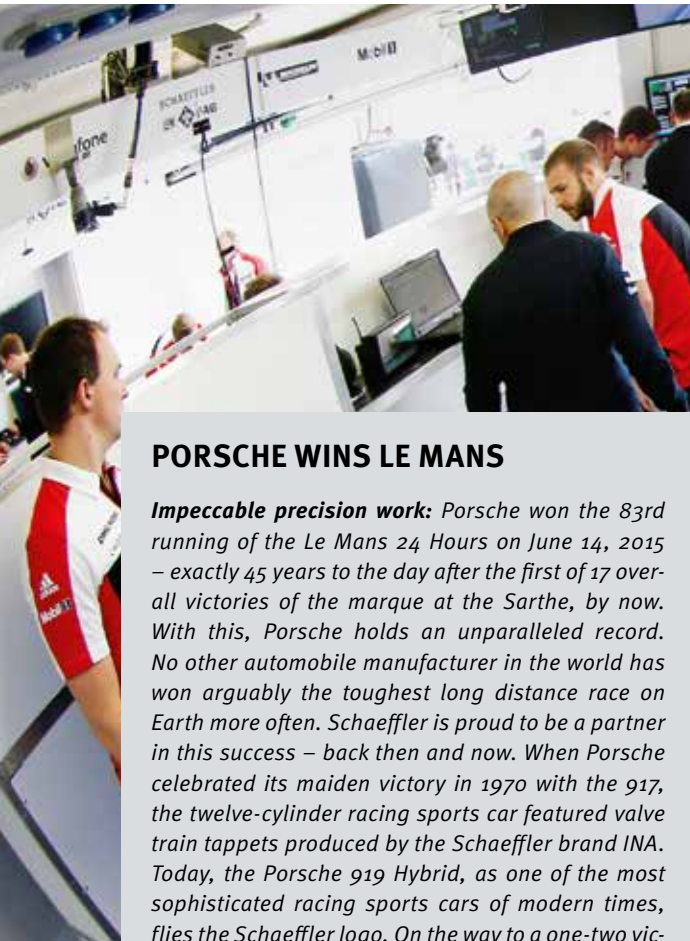 Mobil 1
SCHAEFFLER
fone
adidas
Mobil 1
PORSCHE WINS LE MANS
Impeccable precision work: Porsche won the 83rd
running of the Le Mans 24 Hours on June 14, 2015
– exactly 45 years to the day after the first of 17 over-
all victories of the marque at the Sarthe, by now.
With this, Porsche holds an unparalleled record.
No other automobile manufacturer in the world has
won arguably the toughest long distance race on
Earth more often. Schaeffler is proud to be a partner
in this success – back then and now. When Porsche
celebrated its maiden victory in 1970 with the 917,
the twelve-cylinder racing sports car featured valve
train tappets produced by the Schaeffler brand INA.
Today, the Porsche 919 Hybrid, as one of the most
sophisticated racing sports cars of modern times,
flies the Schaeffler logo. On the way to a one-two vic-